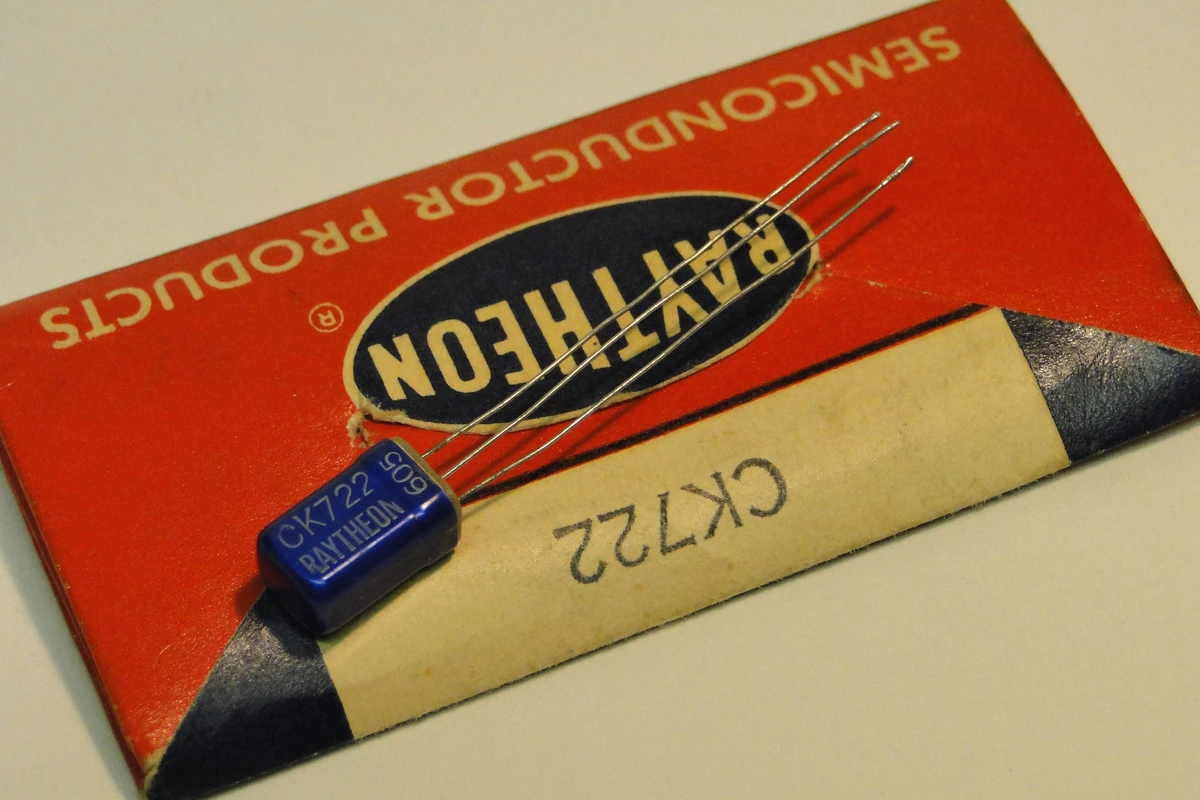 SEMICONDUCTOR PRODUCTS
RAYTHEON
®
CK722
CK722
RAYTHEON
605